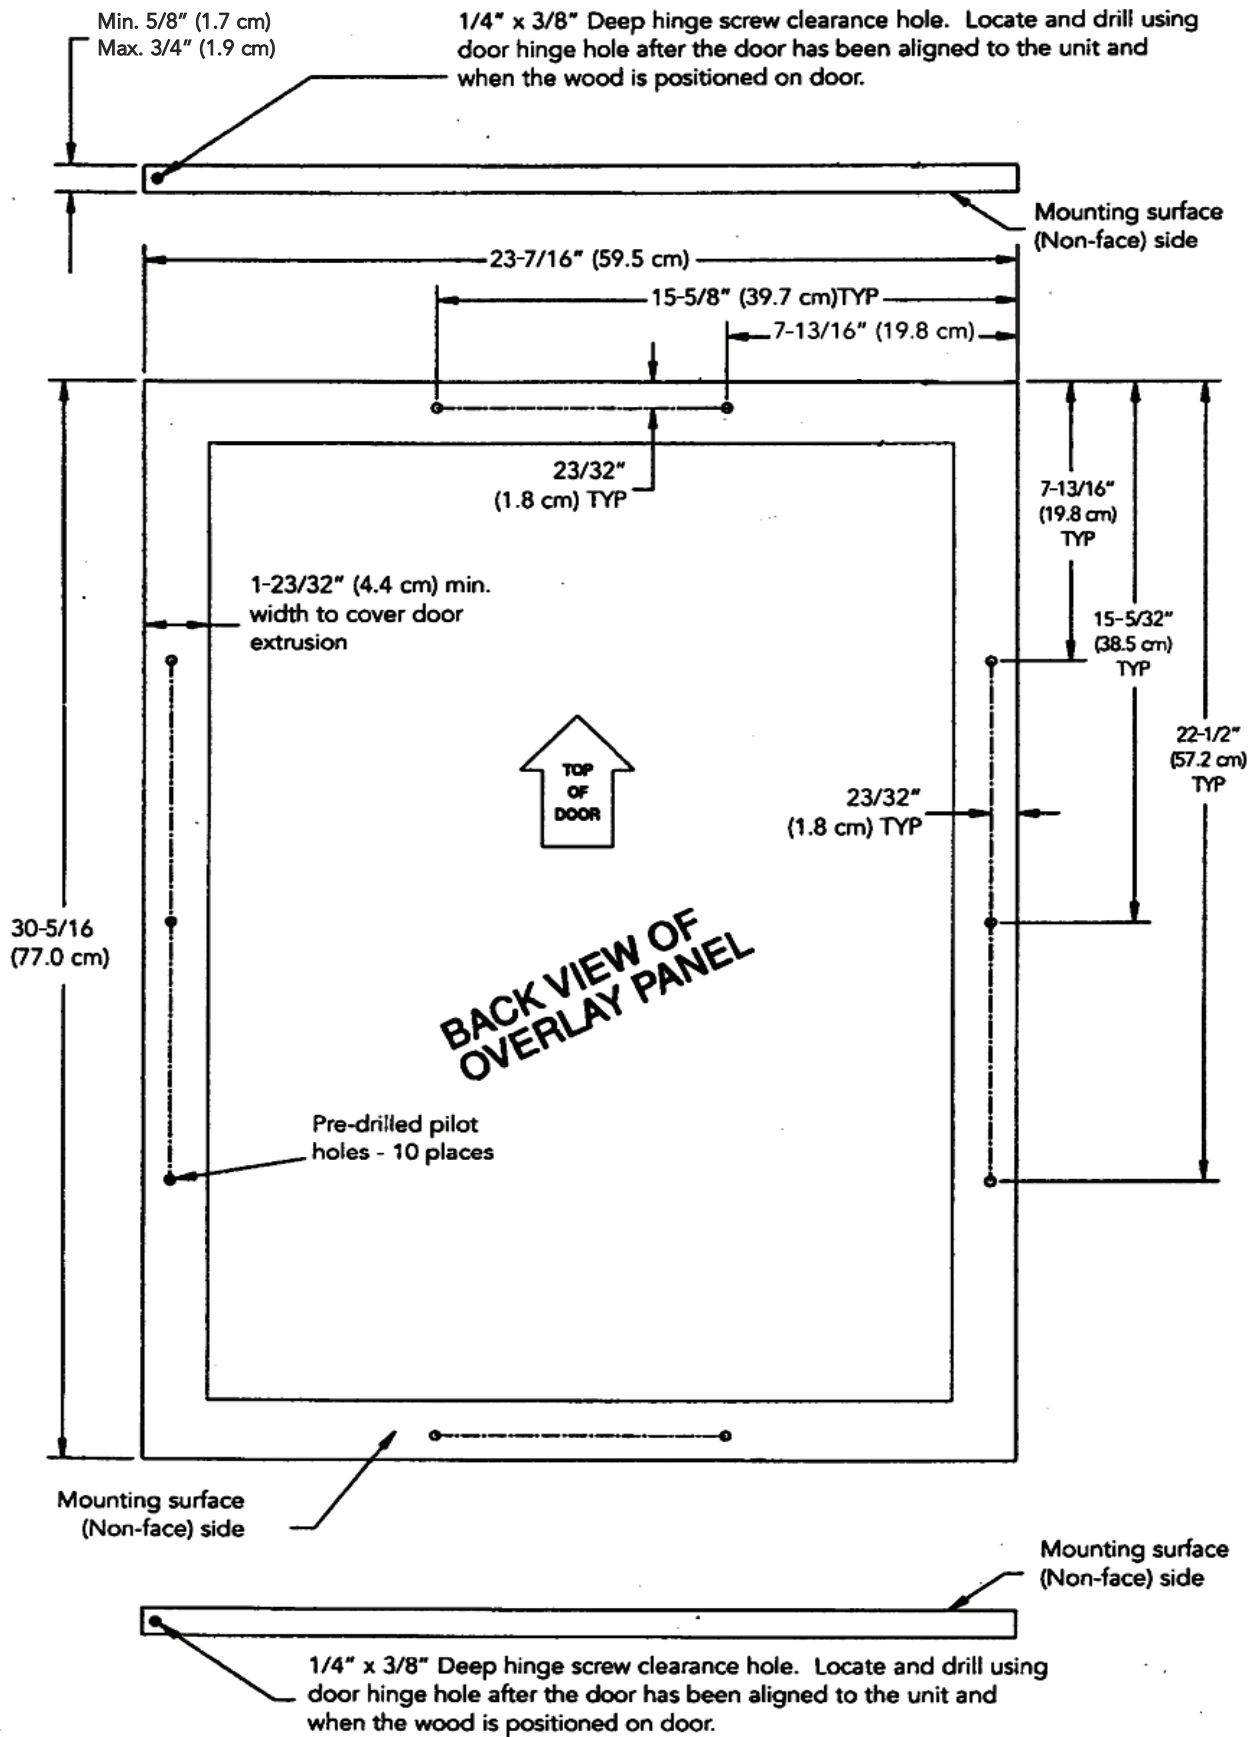 Min. 5/8" (1.7 cm)
Max. 3/4" (1.9 cm)
1/4" x 3/8" Deep hinge screw clearance hole. Locate and drill using
door hinge hole after the door has been aligned to the unit and
when the wood is positioned on door.
Mounting surface
(Non-face) side
23-7/16" (59.5 cm)
15-5/8" (39.7 cm)TYP
7-13/16" (19.8 cm)
23/32"
(1.8 cm) TYP
7-13/16"
(19.8 cm)
TYP
1-23/32" (4.4 cm) min.
width to cover door
extrusion
15-5/32"
(38.5 cm)
TYP
22-1/2"
(57.2 cm)
TYP
TOP
OF
DOOR
23/32"
(1.8 cm) TYP
30-5/16
(77.0 cm)
BACK VIEW OF
OVERLAY PANEL
Pre-drilled pilot
holes - 10 places
Mounting surface
(Non-face) side
Mounting surface
(Non-face) side
1/4" x 3/8" Deep hinge screw clearance hole. Locate and drill using
door hinge hole after the door has been aligned to the unit and
when the wood is positioned on door.